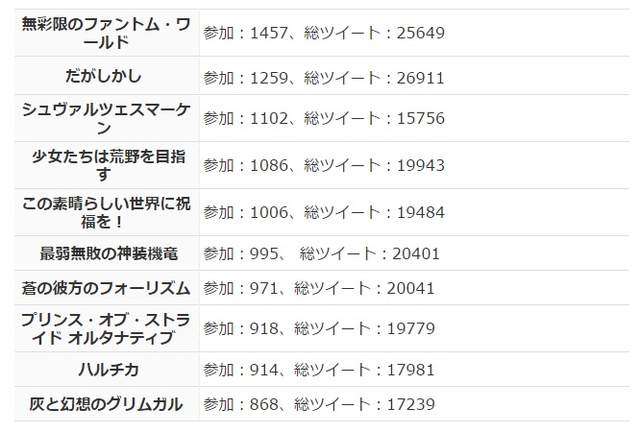 無彩限のファントム・ワ
ールド
参加：1457、総ツイート：25649
だがしかし
参加：1259、総ツイート：26911
シュヴァルツェスマーケ
ン
参加：1102、総ツイート：15756
少女たちは荒野を目指
す
参加：1086、総ツイート：19943
この素晴らしい世界に祝
福を！
参加：1006、総ツイート：19484
最弱無敗の神装機竜
参加：995、 総ツイート：20401
蒼の彼方のフォーリズム
参加：971、総ツイート：20041
プリンス・オブ・ストラ
イド オルタナティブ
参加：918、総ツイート：19779
ハルチカ
参加：914、総ツイート：17981
灰と幻想のグリムガル
参加：868、総ツイート：17239